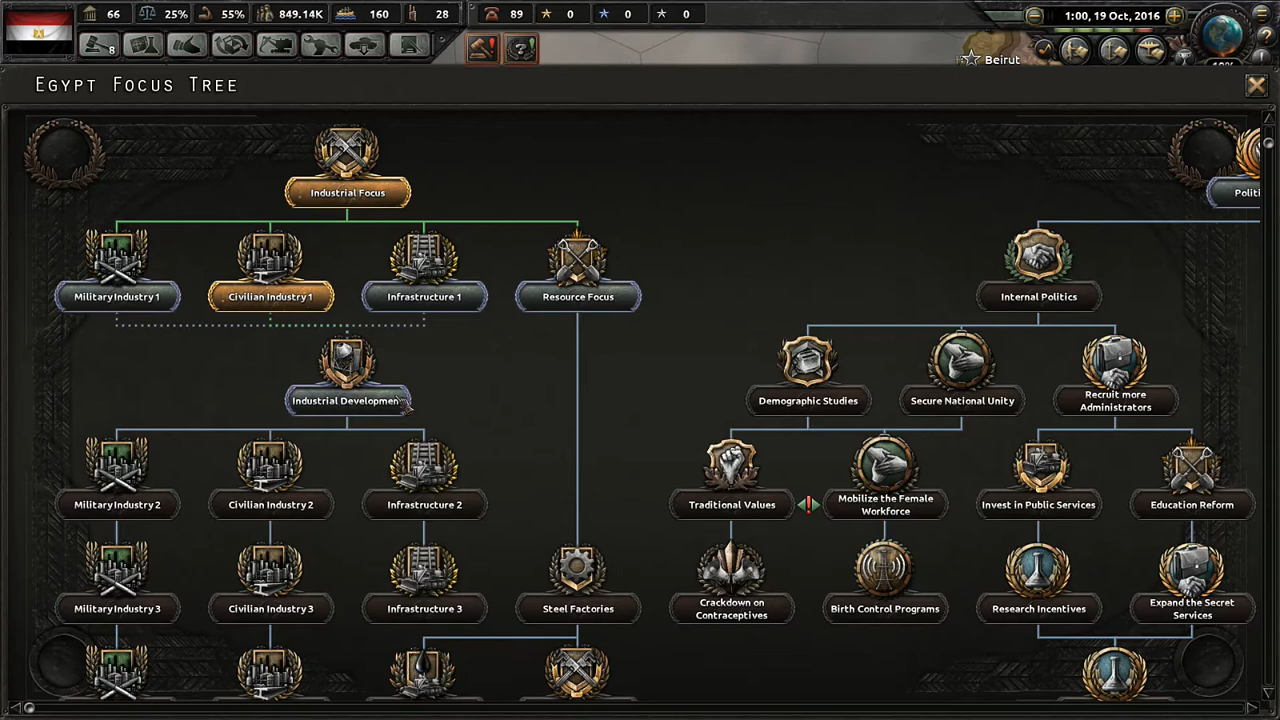 66 25% 55% 849.14K 160 28 89 0 0 0 1:00, 19 Oct, 2016
8
Beirut
Egypt Focus Tree
Industrial Focus
Military Industry 1 Civilian Industry 1 Infrastructure 1 Resource Focus
Internal Politics
Industrial Developmen
Demographic Studies Secure National Unity Recruit more
Administrators
Military Industry 2 Civilian Industry 2 Infrastructure 2 Traditional Values Mobilize the Female
Workforce Invest in Public Services Education Reform
Military Industry 3 Civilian Industry 3 Infrastructure 3 Steel Factories Crackdown on
Contraceptives Birth Control Programs Research Incentives Expand the Secret
Services